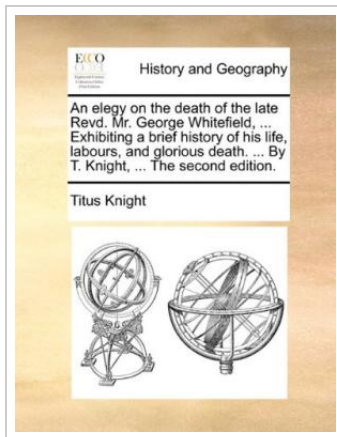 ECCO
History and Geography
An elegy on the death of the late
Revd. Mr. George Whitefield, ...
Exhibiting a brief history of his life,
labours, and glorious death. ... By
T. Knight, ... The second edition.
Titus Knight